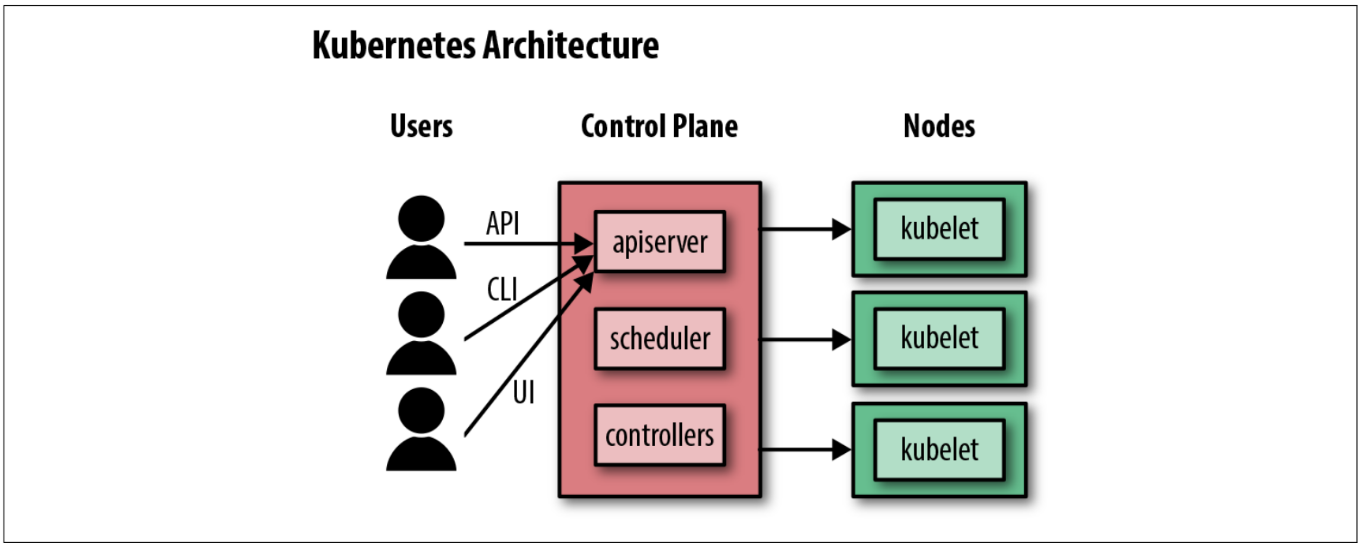 Kubernetes Architecture
Users
Control Plane
Nodes
API
CLI
UI
apiserver
scheduler
controllers
kubelet
kubelet
kubelet